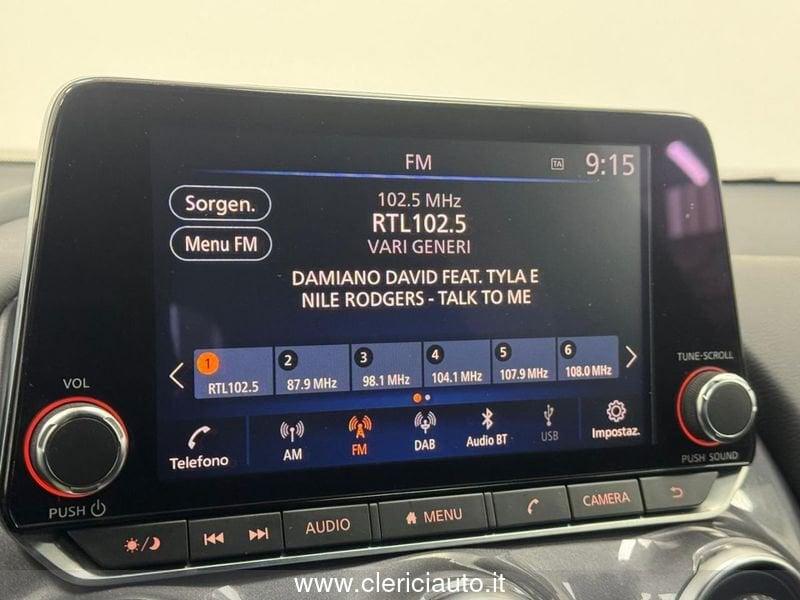 FM
TA
9:15
Sorgen.
Menu FM
102.5 MHz
RTL102.5
VARI GENERI
DAMIANO DAVID FEAT. TYLA E
NILE RODGERS - TALK TO ME
1
RTL102.5
2
87.9 MHz
3
98.1 MHz
4
104.1 MHz
5
107.9 MHz
6
108.0 MHz
VOL
PUSH
TUNE·SCROLL
PUSH SOUND
Telefono
AM
FM
DAB
Audio BT
USB
Impostaz.
AUDIO
MENU
CAMERA
www.clericiauto.it